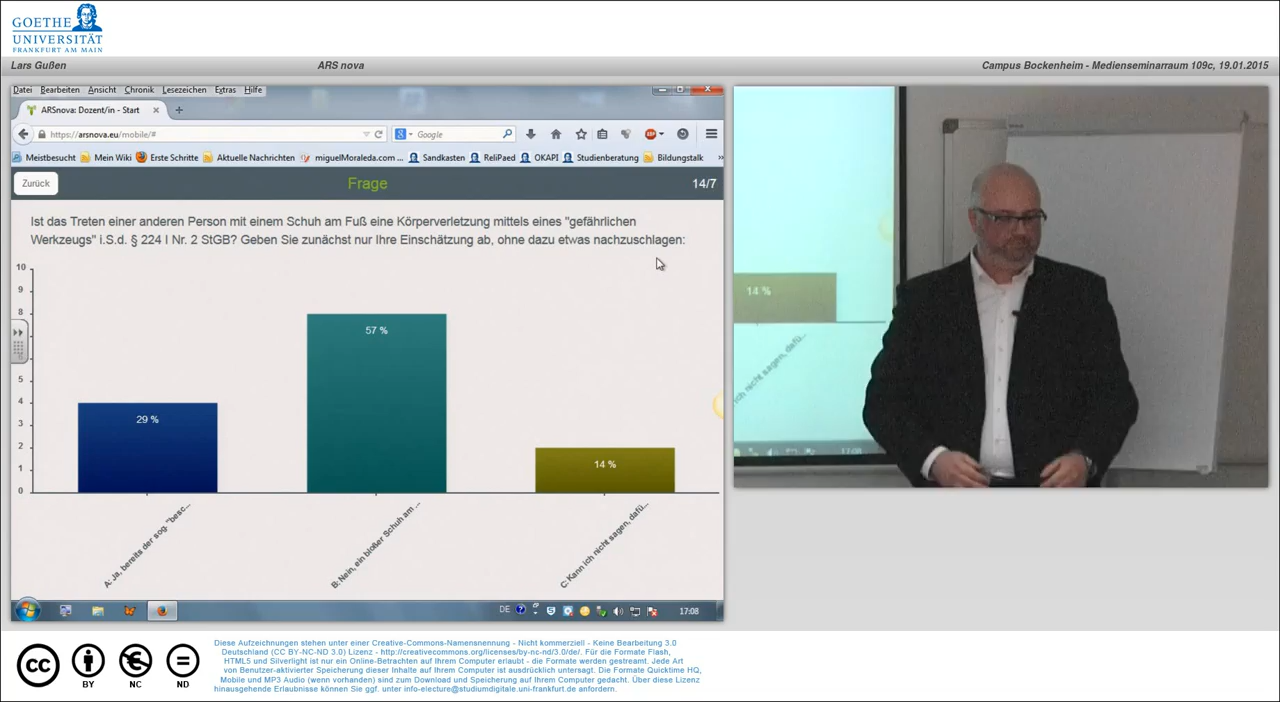 GOETHE
UNIVERSITÄT
FRANKFURT AM MAIN
Lars Gußen
ARS nova
Campus Bockenheim - Medienseminarraum 109c, 19.01.2015
Datei Bearbeiten Ansicht Chronik Lesezeichen Extras Hilfe
ARSnova: Dozent/in - Start
https://arsnova.eu/mobile/#
Google
Meistbesucht Mein Wiki Erste Schritte Aktuelle Nachrichten miguelMoraleda.com ... Sandkasten ReliPaed OKAPI Studienberatung Bildungstalk
Zurück
Frage
14/7
Ist das Treten einer anderen Person mit einem Schuh am Fuß eine Körperverletzung mittels eines "gefährlichen
Werkzeugs" i.S.d. § 224 I Nr. 2 StGB? Geben Sie zunächst nur Ihre Einschätzung ab, ohne dazu etwas nachzuschlagen:
10
9
8
5
4
3
2
1
0
29 %
57 %
14 %
A: Ja, bereits der sog. "besc...
B: Nein, ein bloßer Schuh am ...
C: Kann ich nicht sagen, dafü...
DE
17:08
14 %
ich nicht sagen, dafü...
17:08
BY
NC
ND
Diese Aufzeichnungen stehen unter einer Creative-Commons-Namensnennung - Nicht kommerziell - Keine Bearbeitung 3.0
Deutschland (CC BY-NC-ND 3.0) Lizenz - http://creativecommons.org/licenses/by-nc-nd/3.0/de/. Für die Formate Flash,
HTML5 und Silverlight ist nur ein Online-Betrachten auf Ihrem Computer erlaubt - die Formate werden gestreamt. Jede Art
von Benutzer-aktivierter Speicherung dieser Inhalte auf Ihrem Computer ist ausdrücklich untersagt. Die Formate Quicktime HQ,
Mobile und MP3 Audio (wenn vorhanden) sind zum Download und Speicherung auf Ihrem Computer gedacht. Über diese Lizenz
hinausgehende Erlaubnisse können Sie ggf. unter info-electure@studiumdigitale.uni-frankfurt.de anfordern.